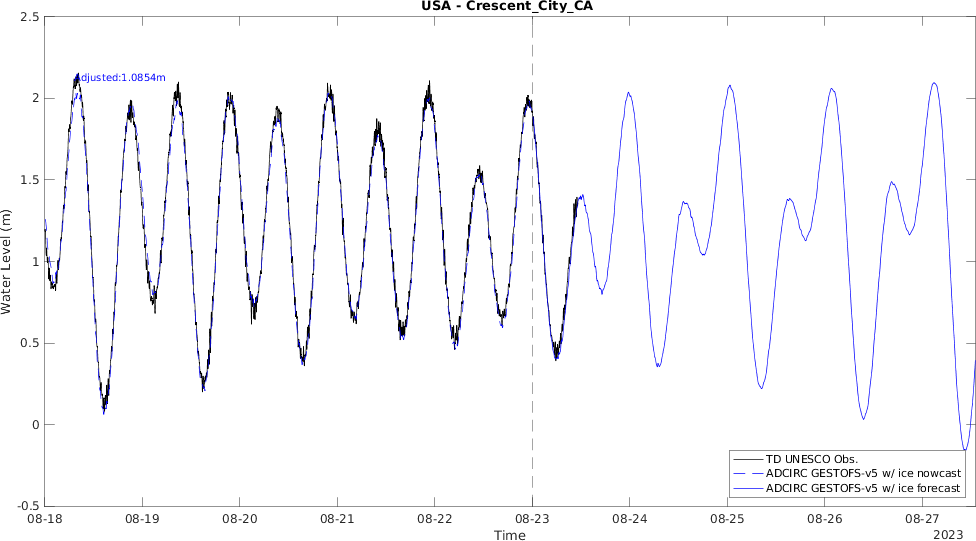 USA - Crescent_City_CA
2.5
2
1.5
1
0.5
0
-0.5
Water Level (m)
Adjusted:1.0854m
TD UNESCO Obs.
ADCIRC GESTOFS-v5 w/ ice nowcast
ADCIRC GESTOFS-v5 w/ ice forecast
08-18 08-19 08-20 08-21 08-22 08-23 08-24 08-25 08-26 08-27
Time
2023